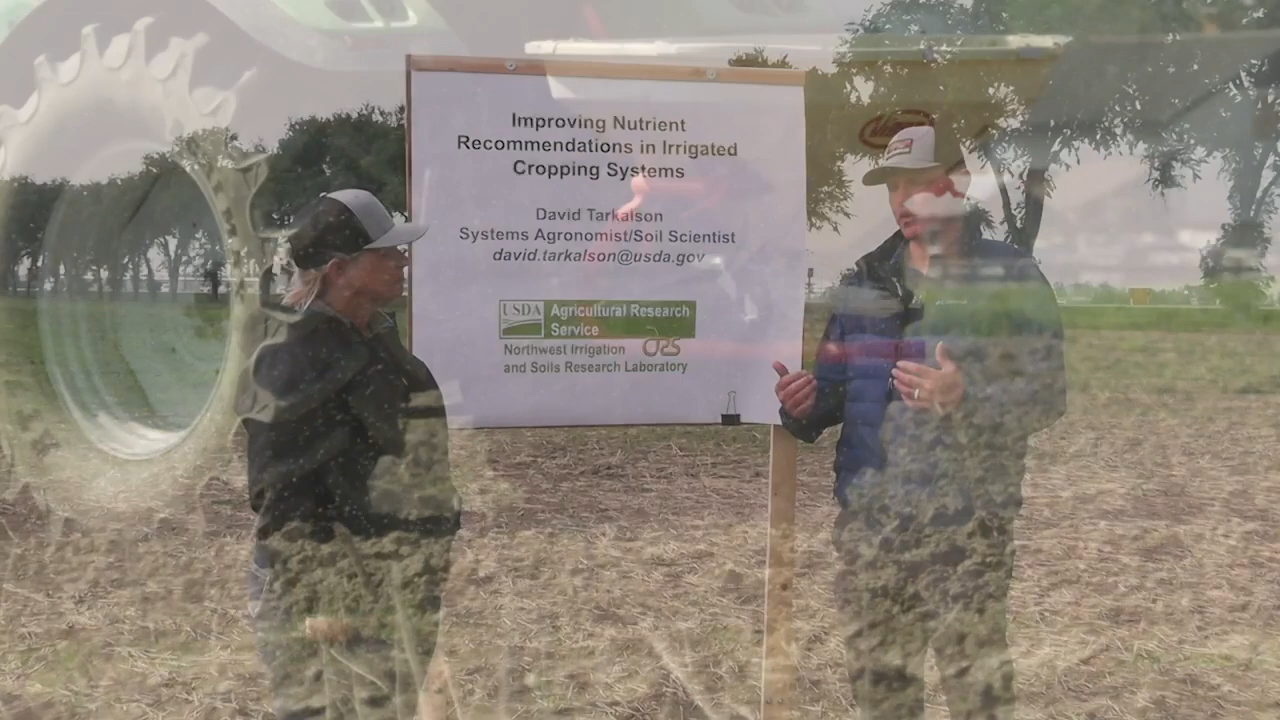 Improving Nutrient
Recommendations in Irrigated
Cropping Systems
David Tarkalson
Systems Agronomist/Soil Scientist
david.tarkalson@usda.gov
USDA
Agricultural Research
Service
Northwest Irrigation
and Soils Research Laboratory